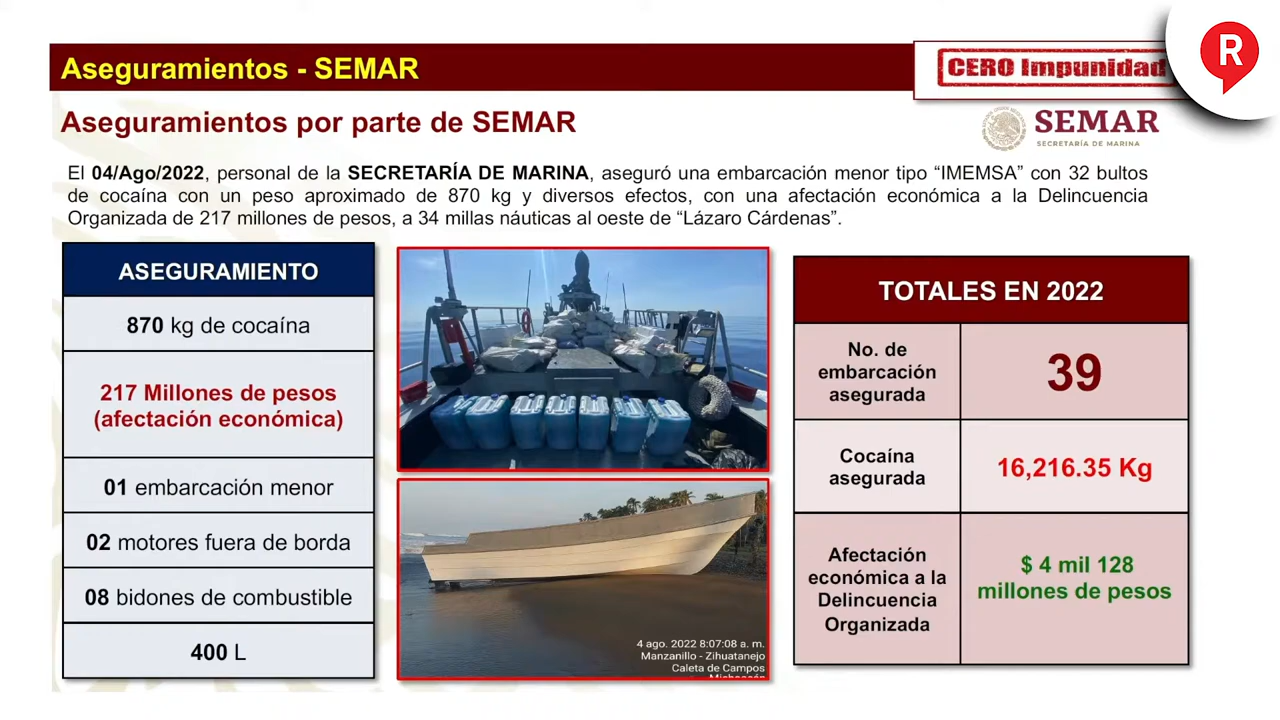 Aseguramientos - SEMAR
CERO Impunidad
R
Aseguramientos por parte de SEMAR
SEMAR
SECRETARÍA DE MARINA
El 04/Ago/2022, personal de la SECRETARÍA DE MARINA, aseguró una embarcación menor tipo “IMEMSA” con 32 bultos
de cocaína con un peso aproximado de 870 kg y diversos efectos, con una afectación económica a la Delincuencia
Organizada de 217 millones de pesos, a 34 millas náuticas al oeste de “Lázaro Cárdenas”.
ASEGURAMIENTO
870 kg de cocaína
217 Millones de pesos
(afectación económica)
01 embarcación menor
02 motores fuera de borda
08 bidones de combustible
400 L
4 ago. 2022 8:07:08 a. m.
Manzanillo - Zihuatanejo
Caleta de Campos
Michoacán
TOTALES EN 2022
No. de
embarcación
asegurada
39
Cocaína
asegurada
16,216.35 Kg
Afectación
económica a la
Delincuencia
Organizada
$ 4 mil 128
millones de pesos